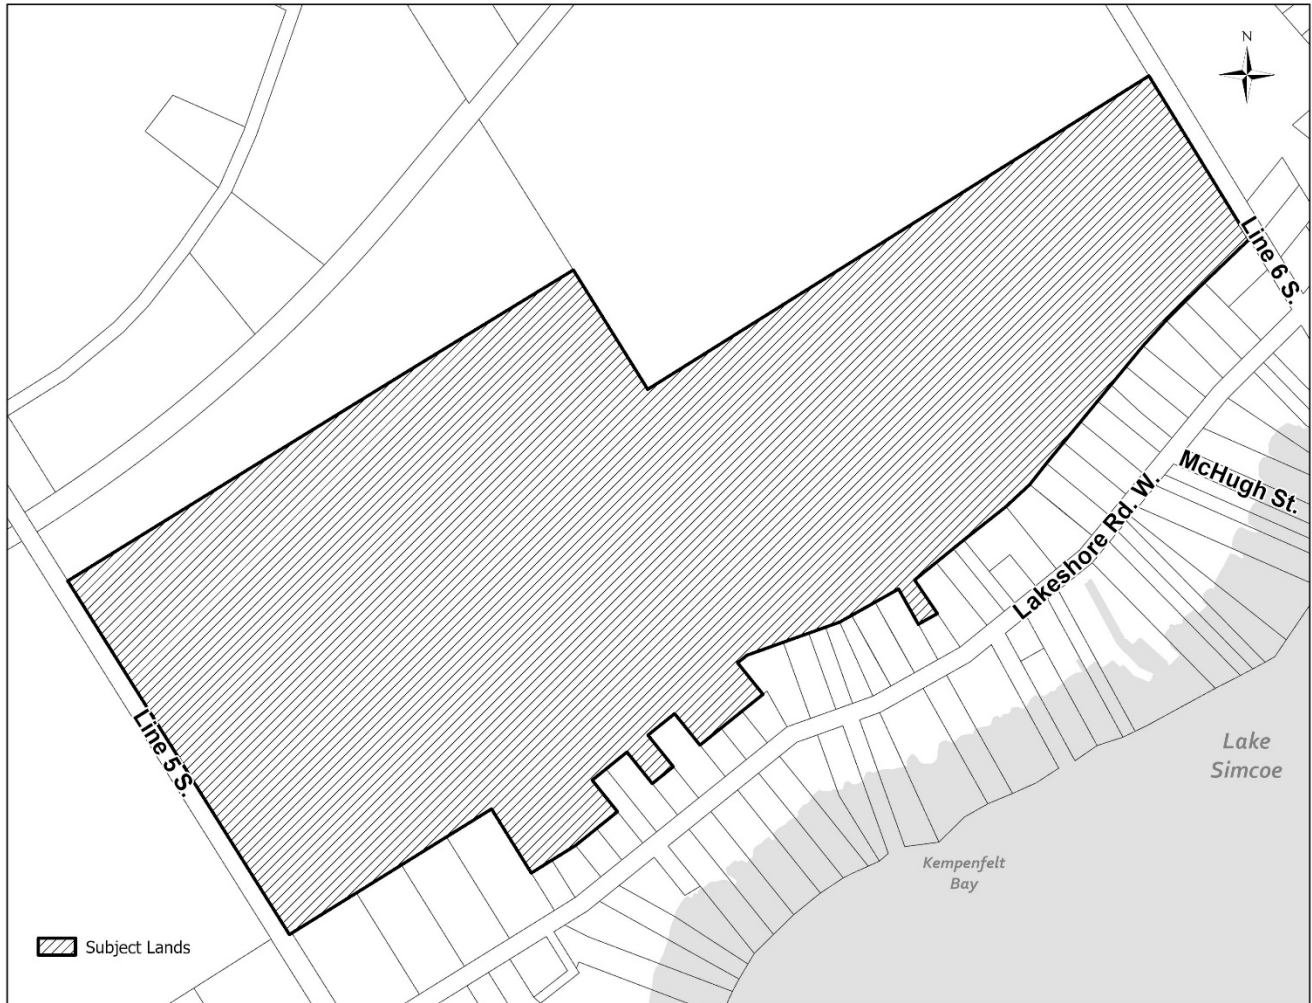 N
Line 6 S.
McHugh St.
Lakeshore Rd. W.
Line 5 S.
Lake
Simcoe
Kempenfelt
Bay
Subject Lands